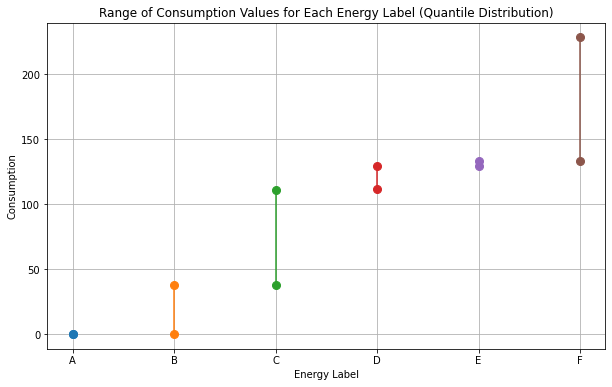 Range of Consumption Values for Each Energy Label (Quantile Distribution)
200
150
100
50
0
Consumption
A B C D E F
Energy Label